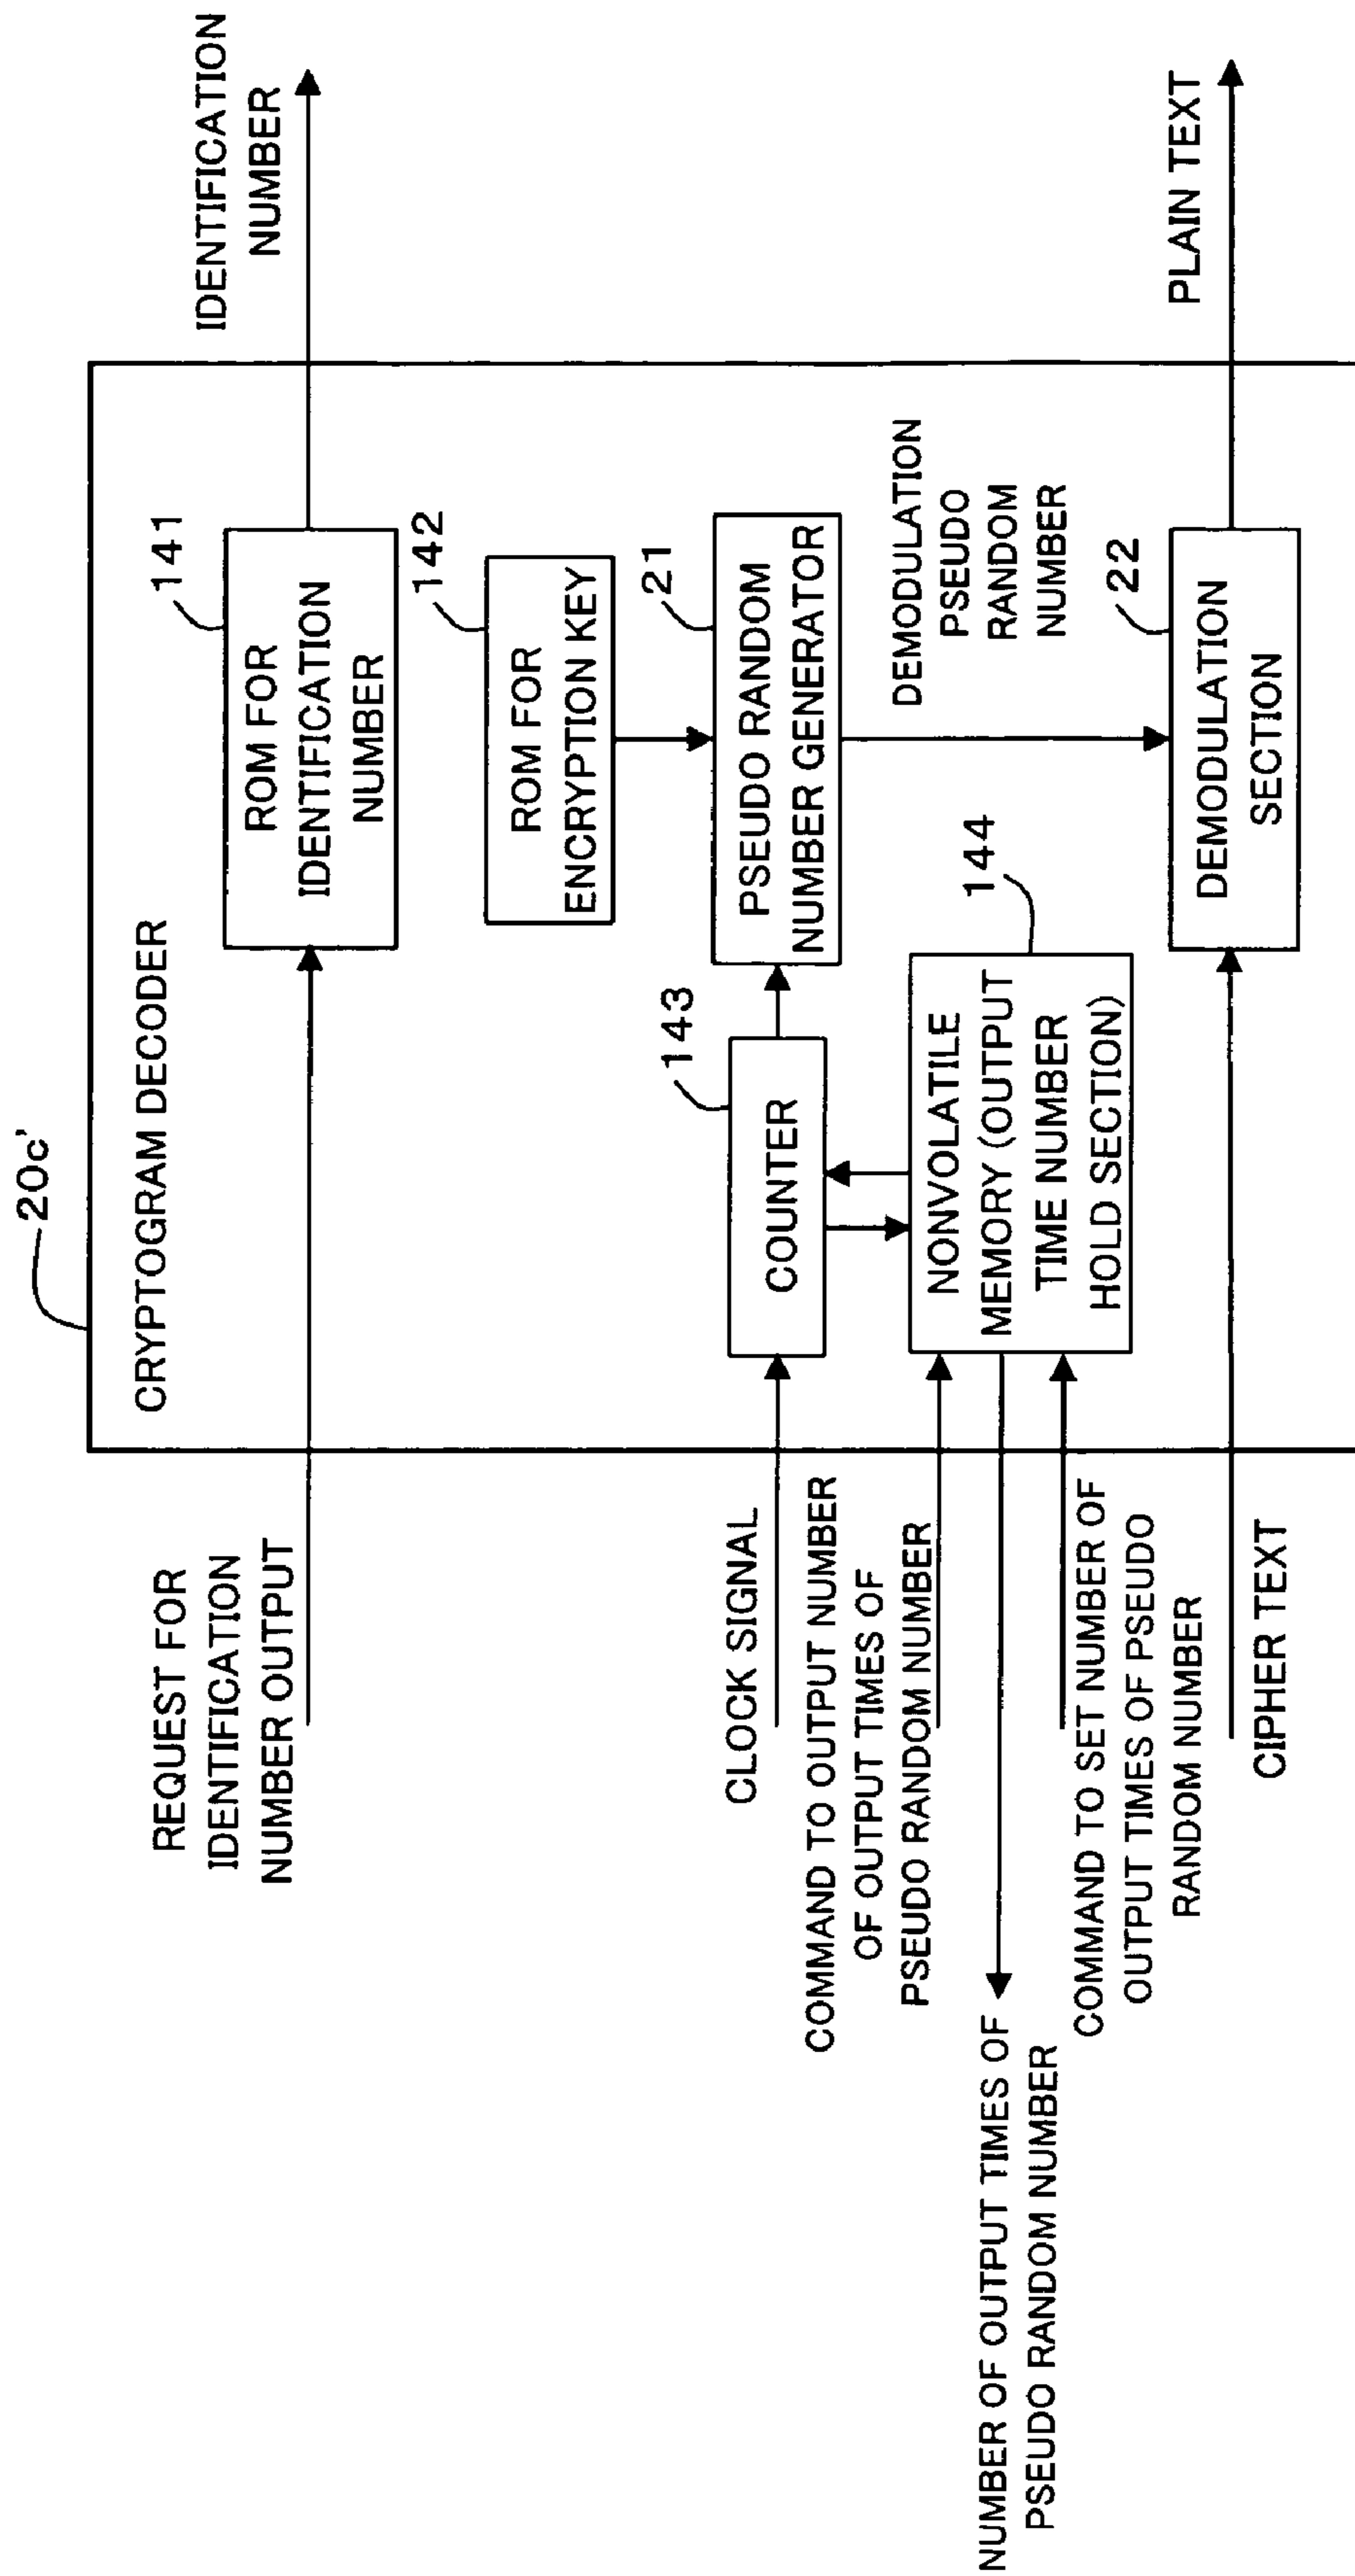 20c'
CRYPTOGRAM DECODER
REQUEST FOR
IDENTIFICATION
NUMBER OUTPUT
141
ROM FOR
IDENTIFICATION
NUMBER
IDENTIFICATION
NUMBER
142
ROM FOR
ENCRYPTION KEY
CLOCK SIGNAL
143
COUNTER
21
PSEUDO RANDOM
NUMBER GENERATOR
COMMAND TO OUTPUT NUMBER
OF OUTPUT TIMES OF
PSEUDO RANDOM NUMBER
NUMBER OF OUTPUT TIMES OF
PSEUDO RANDOM NUMBER
COMMAND TO SET NUMBER OF
OUTPUT TIMES OF PSEUDO
RANDOM NUMBER
144
NONVOLATILE
MEMORY (OUTPUT
TIME NUMBER
HOLD SECTION)
DEMODULATION
PSEUDO
RANDOM
NUMBER
CIPHER TEXT
22
DEMODULATION
SECTION
PLAIN TEXT